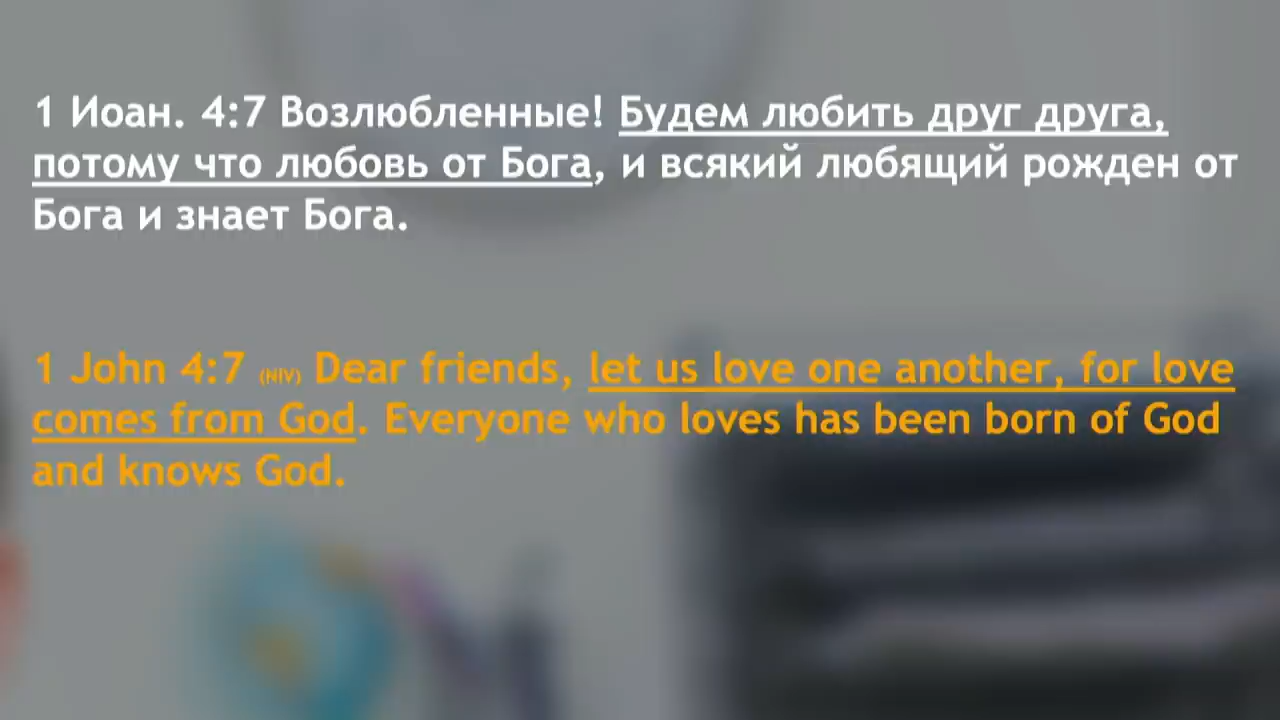 1 Иоан. 4:7 Возлюбленные! Будем любить друг друга,
потому что любовь от Бога, и всякий любящий рожден от
Бога и знает Бога.
1 John 4:7 (NIV) Dear friends, let us love one another, for love
comes from God. Everyone who loves has been born of God
and knows God.